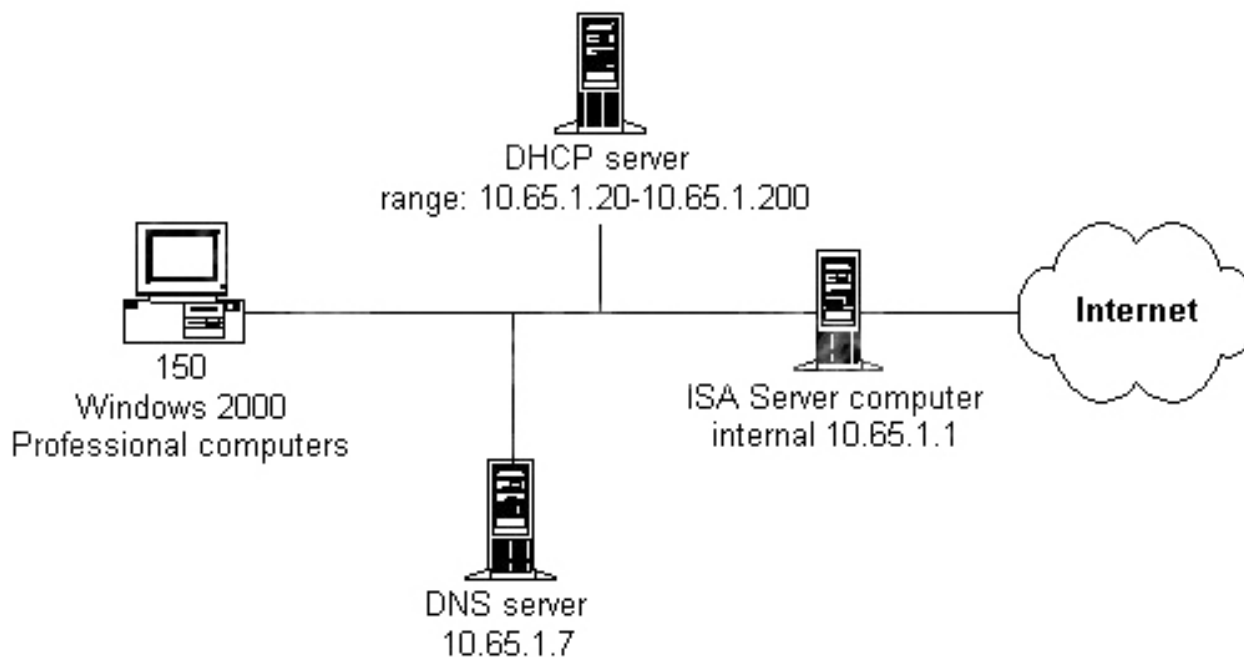 DHCP server
range: 10.65.1.20-10.65.1.200
150
Windows 2000
Professional computers
ISA Server computer
internal 10.65.1.1
Internet
DNS server
10.65.1.7